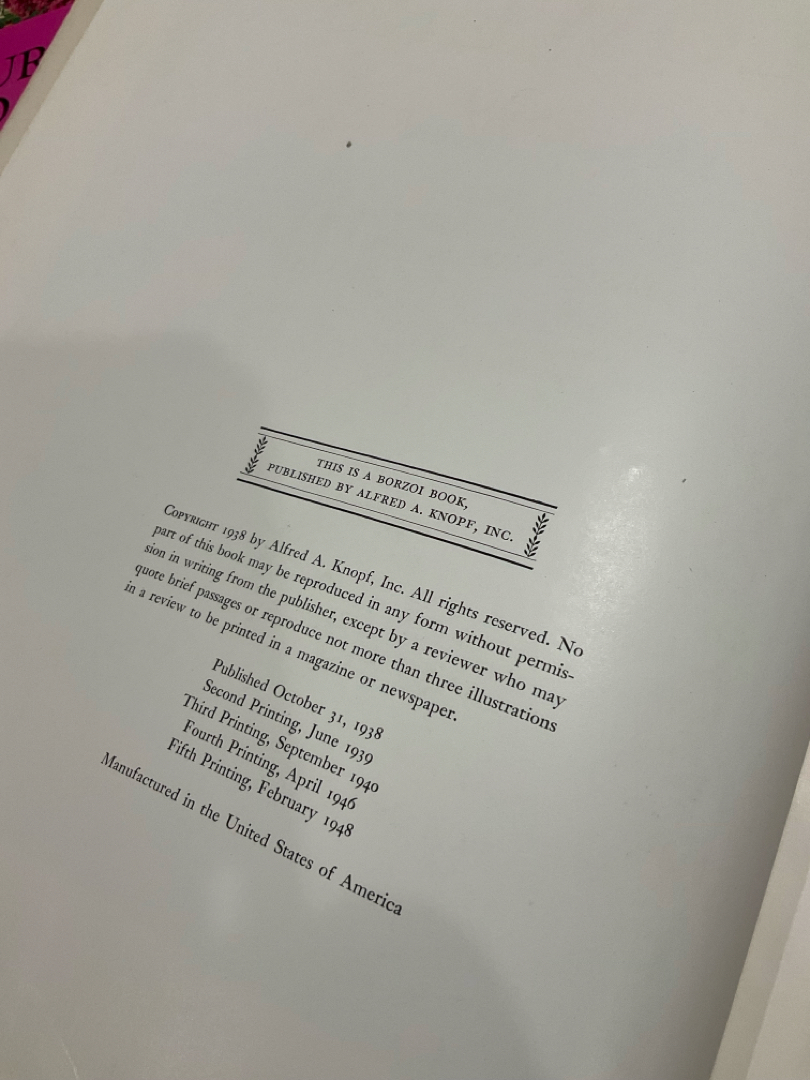 THIS IS A BORZOI BOOK,
PUBLISHED BY ALFRED A. KNOPF, INC.
COPYRIGHT 1938 by Alfred A. Knopf, Inc. All rights reserved. No
part of this book may be reproduced in any form without permis-
sion in writing from the publisher, except by a reviewer who may
quote brief passages or reproduce not more than three illustrations
in a review to be printed in a magazine or newspaper.
Published October 31, 1938
Second Printing, June 1939
Third Printing, September 1940
Fourth Printing, April 1946
Fifth Printing, February 1948
Manufactured in the United States of America